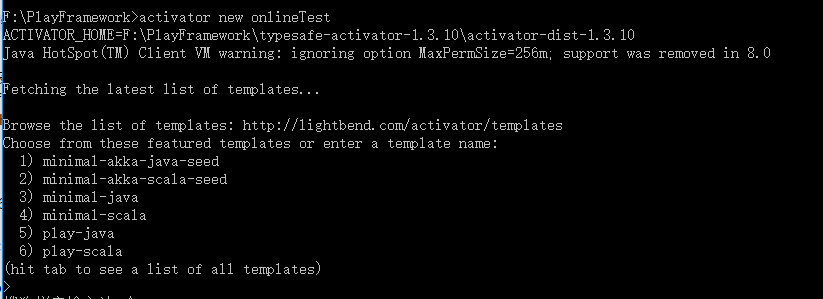 F:\PlayFramework>activator new onlineTest
ACTIVATOR_HOME=F:\PlayFramework\typesafe-activator-1.3.10\activator-dist-1.3.10
Java HotSpot(TM) Client VM warning: ignoring option MaxPermSize=256m; support was removed in 8.0
Fetching the latest list of templates...
Browse the list of templates: http://lightbend.com/activator/templates
Choose from these featured templates or enter a template name:
1) minimal-akka-java-seed
2) minimal-akka-scala-seed
3) minimal-java
4) minimal-scala
5) play-java
6) play-scala
(hit tab to see a list of all templates)
>